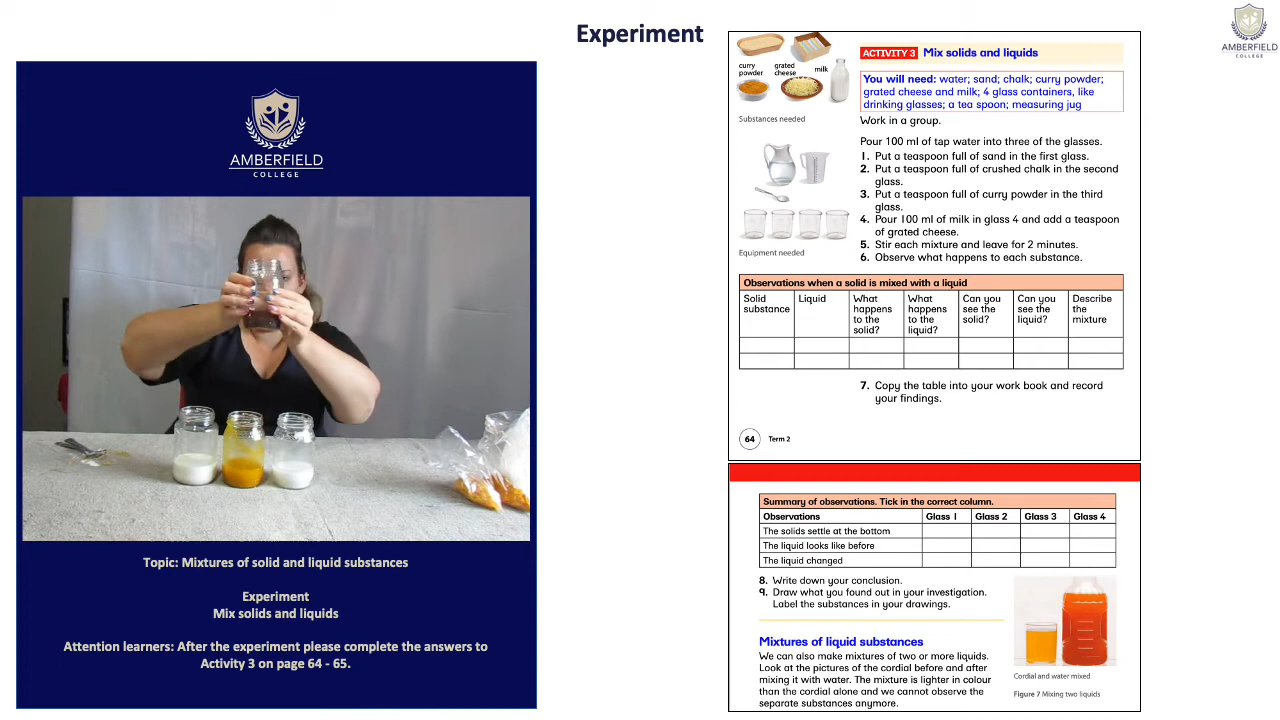 Experiment
AMBERFIELD
COLLEGE
AMBERFIELD
COLLEGE
Topic: Mixtures of solid and liquid substances
Experiment
Mix solids and liquids
Attention learners: After the experiment please complete the answers to
Activity 3 on page 64 - 65.
curry
powder
grated
cheese
milk
Substances needed
Equipment needed
ACTIVITY 3 Mix solids and liquids
You will need: water; sand; chalk; curry powder;
grated cheese and milk; 4 glass containers, like
drinking glasses; a tea spoon; measuring jug
Work in a group.
Pour 100 ml of tap water into three of the glasses.
1. Put a teaspoon full of sand in the first glass.
2. Put a teaspoon full of crushed chalk in the second
glass.
3. Put a teaspoon full of curry powder in the third
glass.
4. Pour 100 ml of milk in glass 4 and add a teaspoon
of grated cheese.
5. Stir each mixture and leave for 2 minutes.
6. Observe what happens to each substance.
Observations when a solid is mixed with a liquid
Solid
substance
Liquid
What
happens
to the
solid?
What
happens
to the
liquid?
Can you
see the
solid?
Can you
see the
liquid?
Describe
the
mixture
7. Copy the table into your work book and record
your findings.
64 Term 2
Summary of observations. Tick in the correct column.
Observations Glass 1 Glass 2 Glass 3 Glass 4
The solids settle at the bottom
The liquid looks like before
The liquid changed
8. Write down your conclusion.
9. Draw what you found out in your investigation.
Label the substances in your drawings.
Mixtures of liquid substances
We can also make mixtures of two or more liquids.
Look at the pictures of the cordial before and after
mixing it with water. The mixture is lighter in colour
than the cordial alone and we cannot observe the
separate substances anymore.
Cordial and water mixed
Figure 7 Mixing two liquids